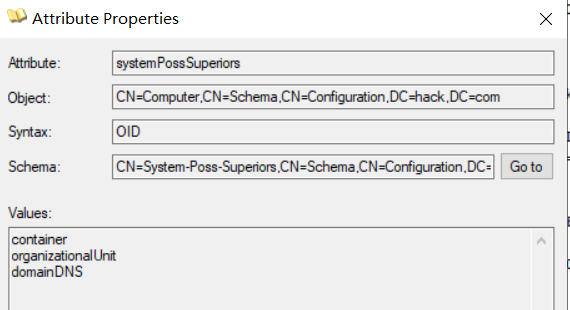 Attribute Properties
Attribute: systemPossSuperiors
Object: CN=Computer,CN=Schema,CN=Configuration,DC=hack,DC=com
Syntax: OID
Schema: CN=System-Poss-Superiors,CN=Schema,CN=Configuration,DC= Go to
Values:
container
organizationalUnit
domainDNS